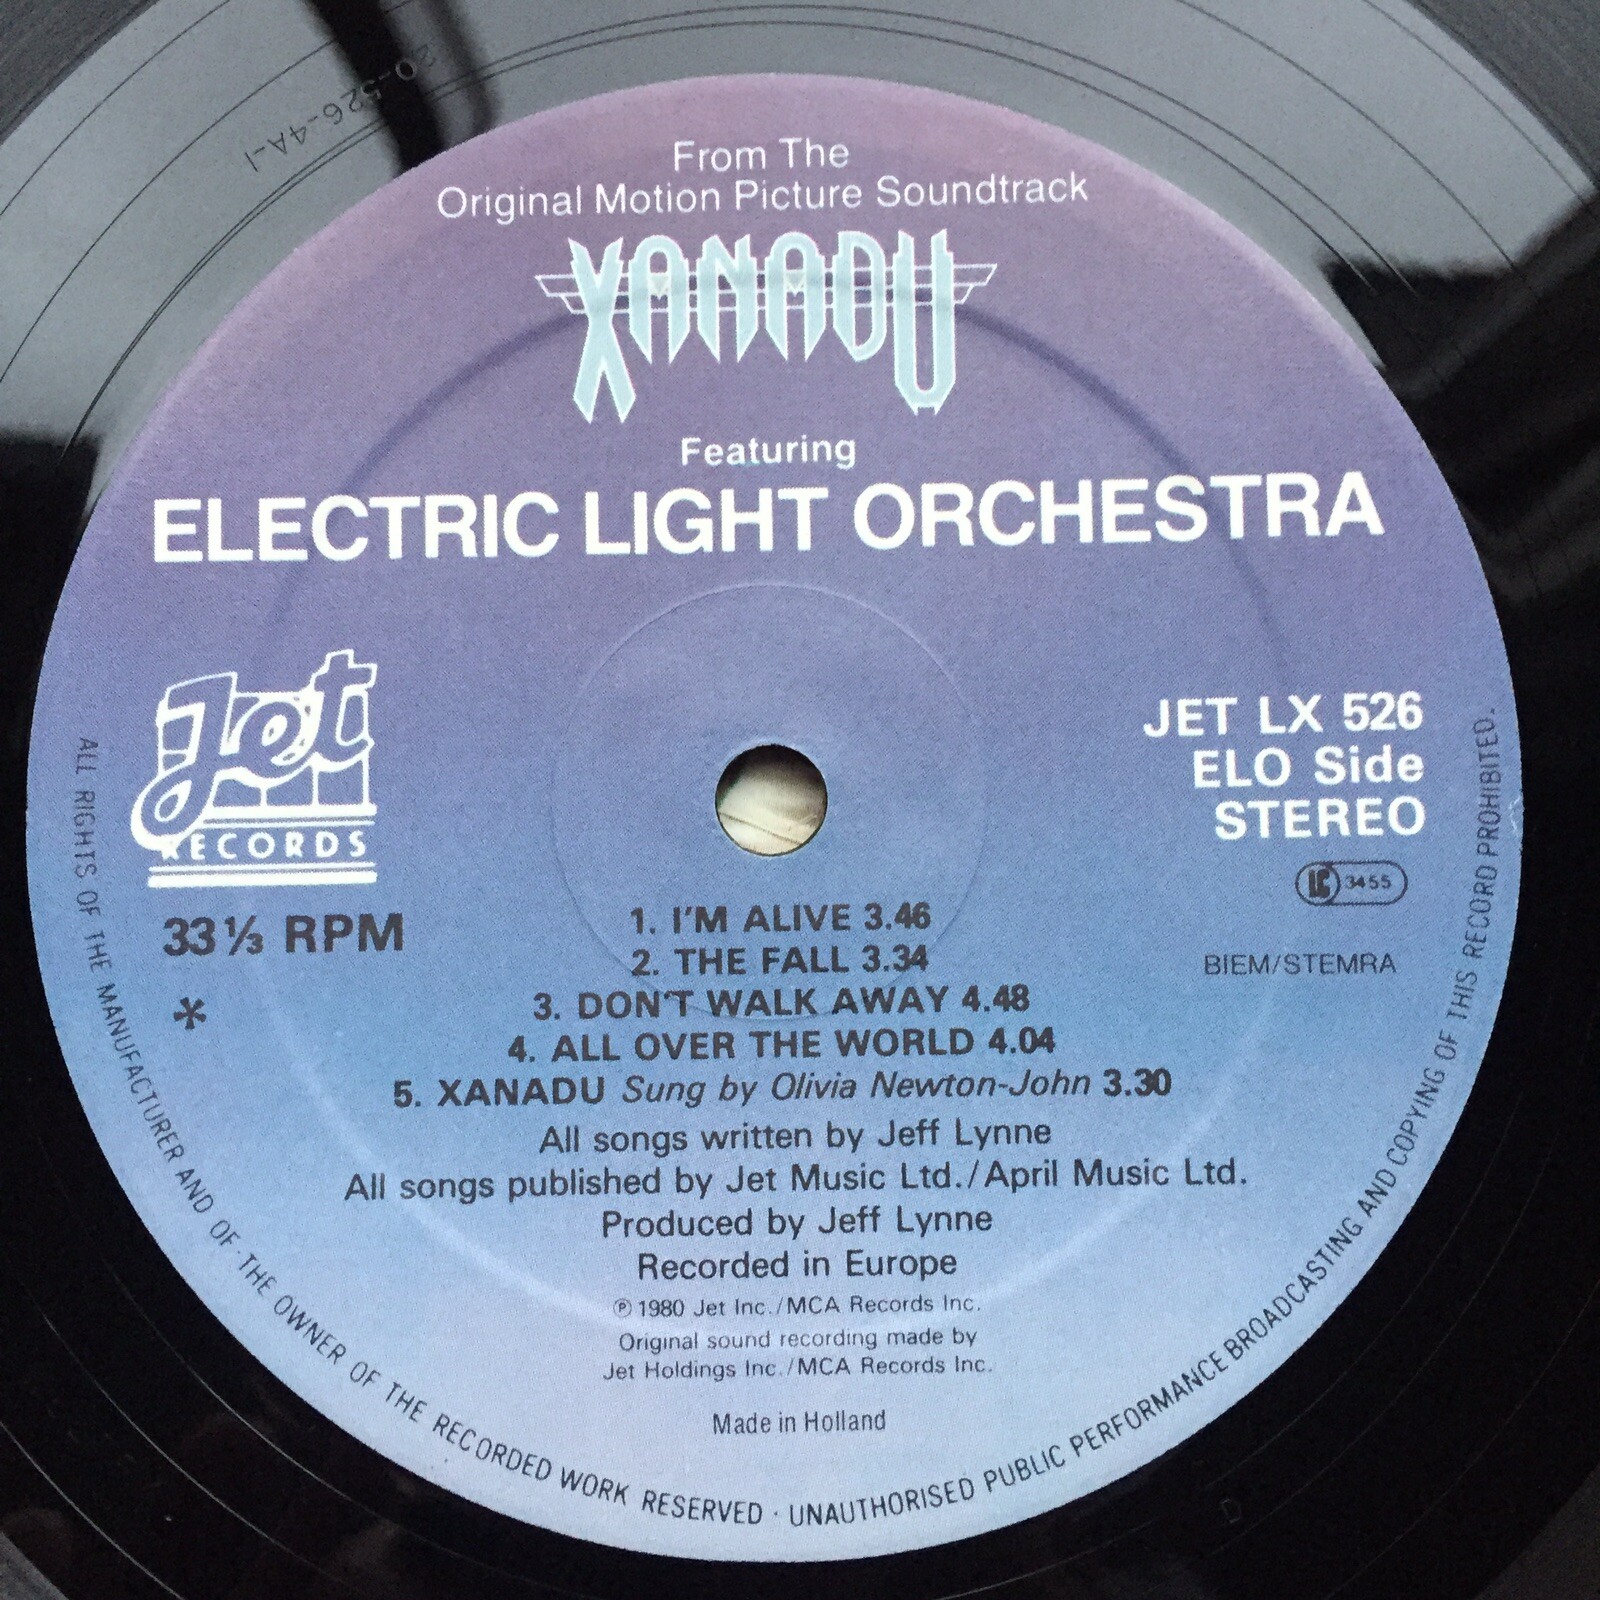 From The
Original Motion Picture Soundtrack
XANADU
Featuring
ELECTRIC LIGHT ORCHESTRA
Jet
RECORDS
33⅓ RPM
*
JET LX 526
ELO Side
STEREO
LC 3455
BIEM/STEMRA
1. I'M ALIVE 3.46
2. THE FALL 3.34
3. DON'T WALK AWAY 4.48
4. ALL OVER THE WORLD 4.04
5. XANADU Sung by Olivia Newton-John 3.30
All songs written by Jeff Lynne
All songs published by Jet Music Ltd./April Music Ltd.
Produced by Jeff Lynne
Recorded in Europe
℗ 1980 Jet Inc./MCA Records Inc.
Original sound recording made by
Jet Holdings Inc./MCA Records Inc.
Made in Holland
ALL RIGHTS OF THE MANUFACTURER AND OF THE OWNER OF THE RECORDED WORK RESERVED · UNAUTHORISED PUBLIC PERFORMANCE BROADCASTING AND COPYING OF THIS RECORD PROHIBITED.